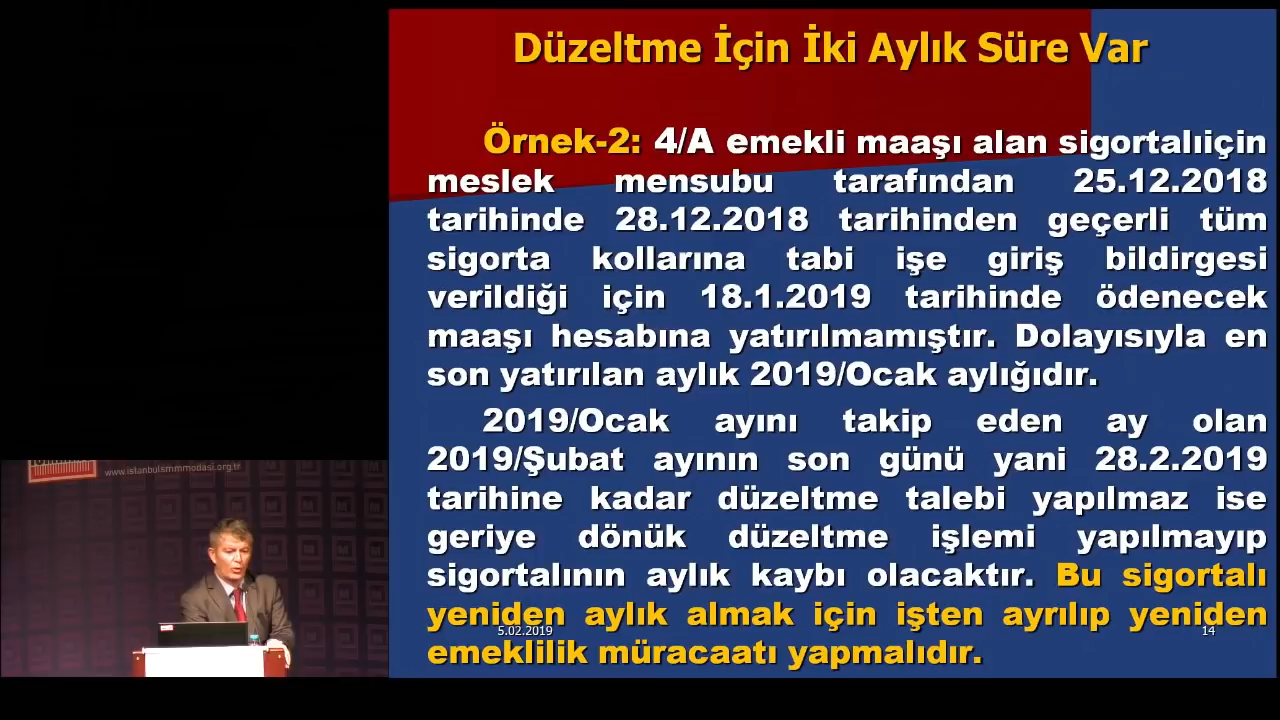 Düzeltme İçin İki Aylık Süre Var
Örnek-2: 4/A emekli maaşı alan sigortalıiçin
meslek mensubu tarafından 25.12.2018
tarihinde 28.12.2018 tarihinden geçerli tüm
sigorta kollarına tabi işe giriş bildirgesi
verildiği için 18.1.2019 tarihinde ödenecek
maaşı hesabına yatırılmamıştır. Dolayısıyla en
son yatırılan aylık 2019/Ocak aylığıdır.
2019/Ocak ayını takip eden ay olan
2019/Şubat ayının son günü yani 28.2.2019
tarihine kadar düzeltme talebi yapılmaz ise
geriye dönük düzeltme işlemi yapılmayıp
sigortalının aylık kaybı olacaktır. Bu sigortalı
yeniden aylık almak için işten ayrılıp yeniden
emeklilik müracaatı yapmalıdır.
5.02.2019
14
www.istanbulsmmmodasi.org.tr